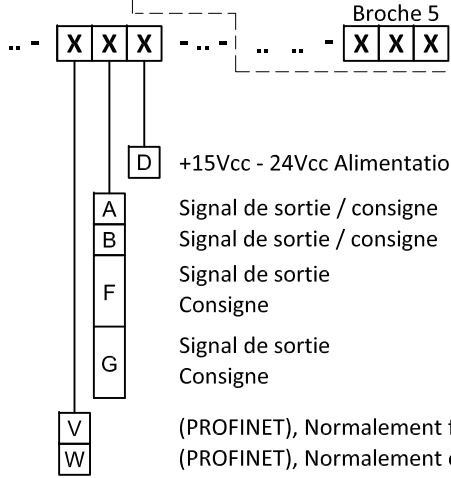 Broche 5
.. - X X X - .. - .. .. - X X X
D +15Vcc - 24Vcc
A Signal de sortie / consigne
B Signal de sortie / consigne
F Signal de sortie
Consigne
G Signal de sortie
Consigne
V (PROFINET), Normalement
W (PROFINET), Normalement